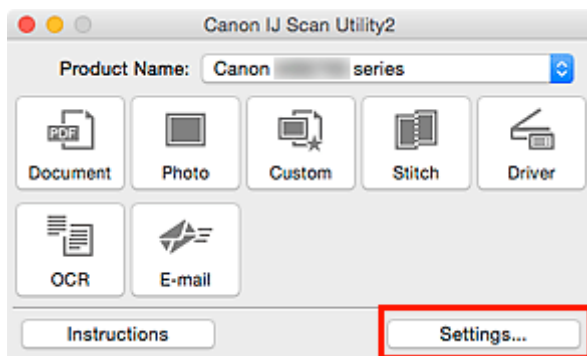 Canon IJ Scan Utility2
Product Name: Canon series
PDF
Document Photo Custom Stitch Driver
OCR E-mail
Instructions Settings...